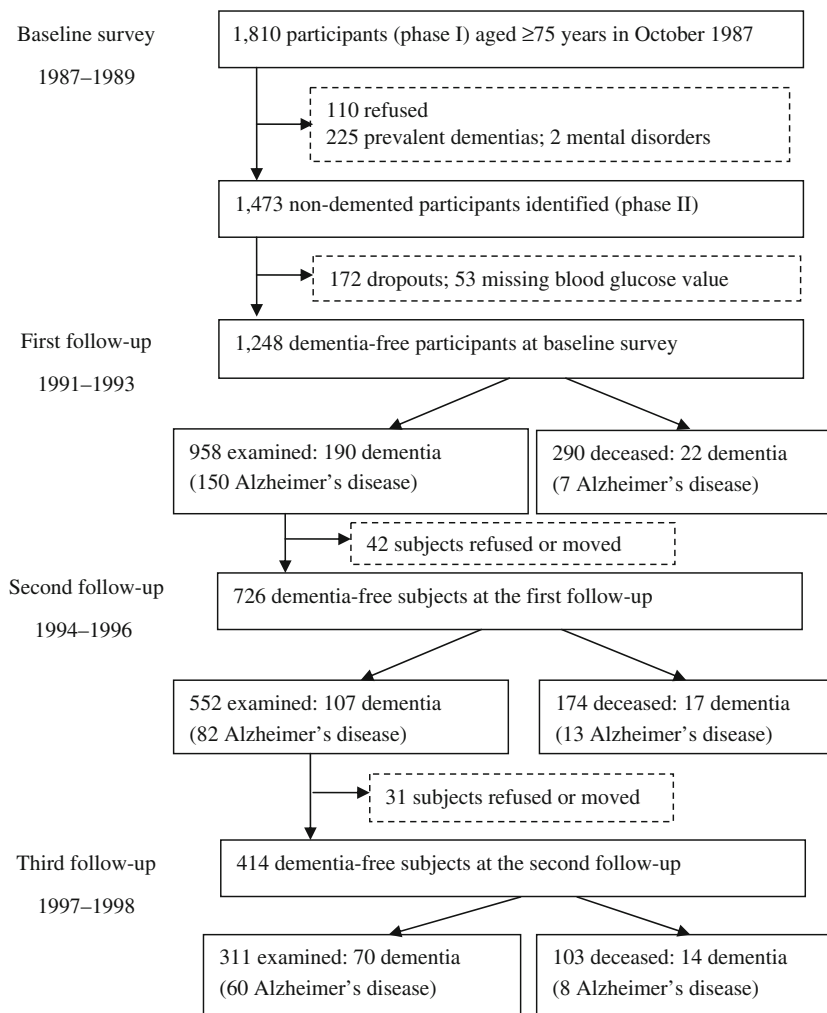 Baseline survey
1987–1989
1,810 participants (phase I) aged ≥75 years in October 1987
110 refused
225 prevalent dementias; 2 mental disorders
1,473 non-demented participants identified (phase II)
172 dropouts; 53 missing blood glucose value
First follow-up
1991–1993
1,248 dementia-free participants at baseline survey
958 examined: 190 dementia
(150 Alzheimer’s disease)
290 deceased: 22 dementia
(7 Alzheimer’s disease)
42 subjects refused or moved
Second follow-up
1994–1996
726 dementia-free subjects at the first follow-up
552 examined: 107 dementia
(82 Alzheimer’s disease)
174 deceased: 17 dementia
(13 Alzheimer’s disease)
31 subjects refused or moved
Third follow-up
1997–1998
414 dementia-free subjects at the second follow-up
311 examined: 70 dementia
(60 Alzheimer’s disease)
103 deceased: 14 dementia
(8 Alzheimer’s disease)